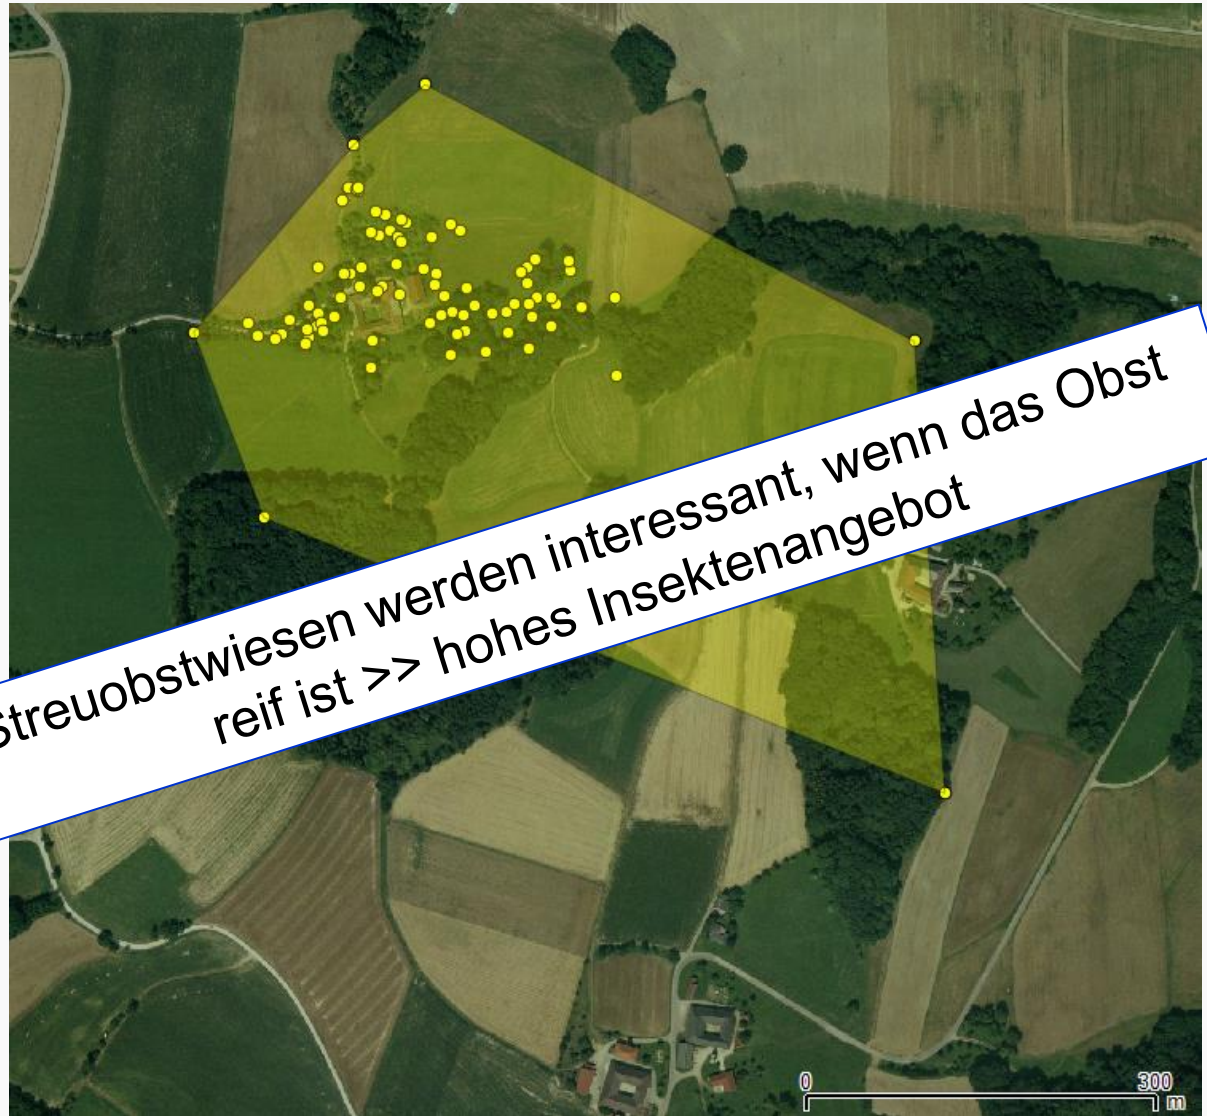 Streuobstwiesen werden interessant, wenn das Obst
reif ist >> hohes Insektenangebot
0 300
m